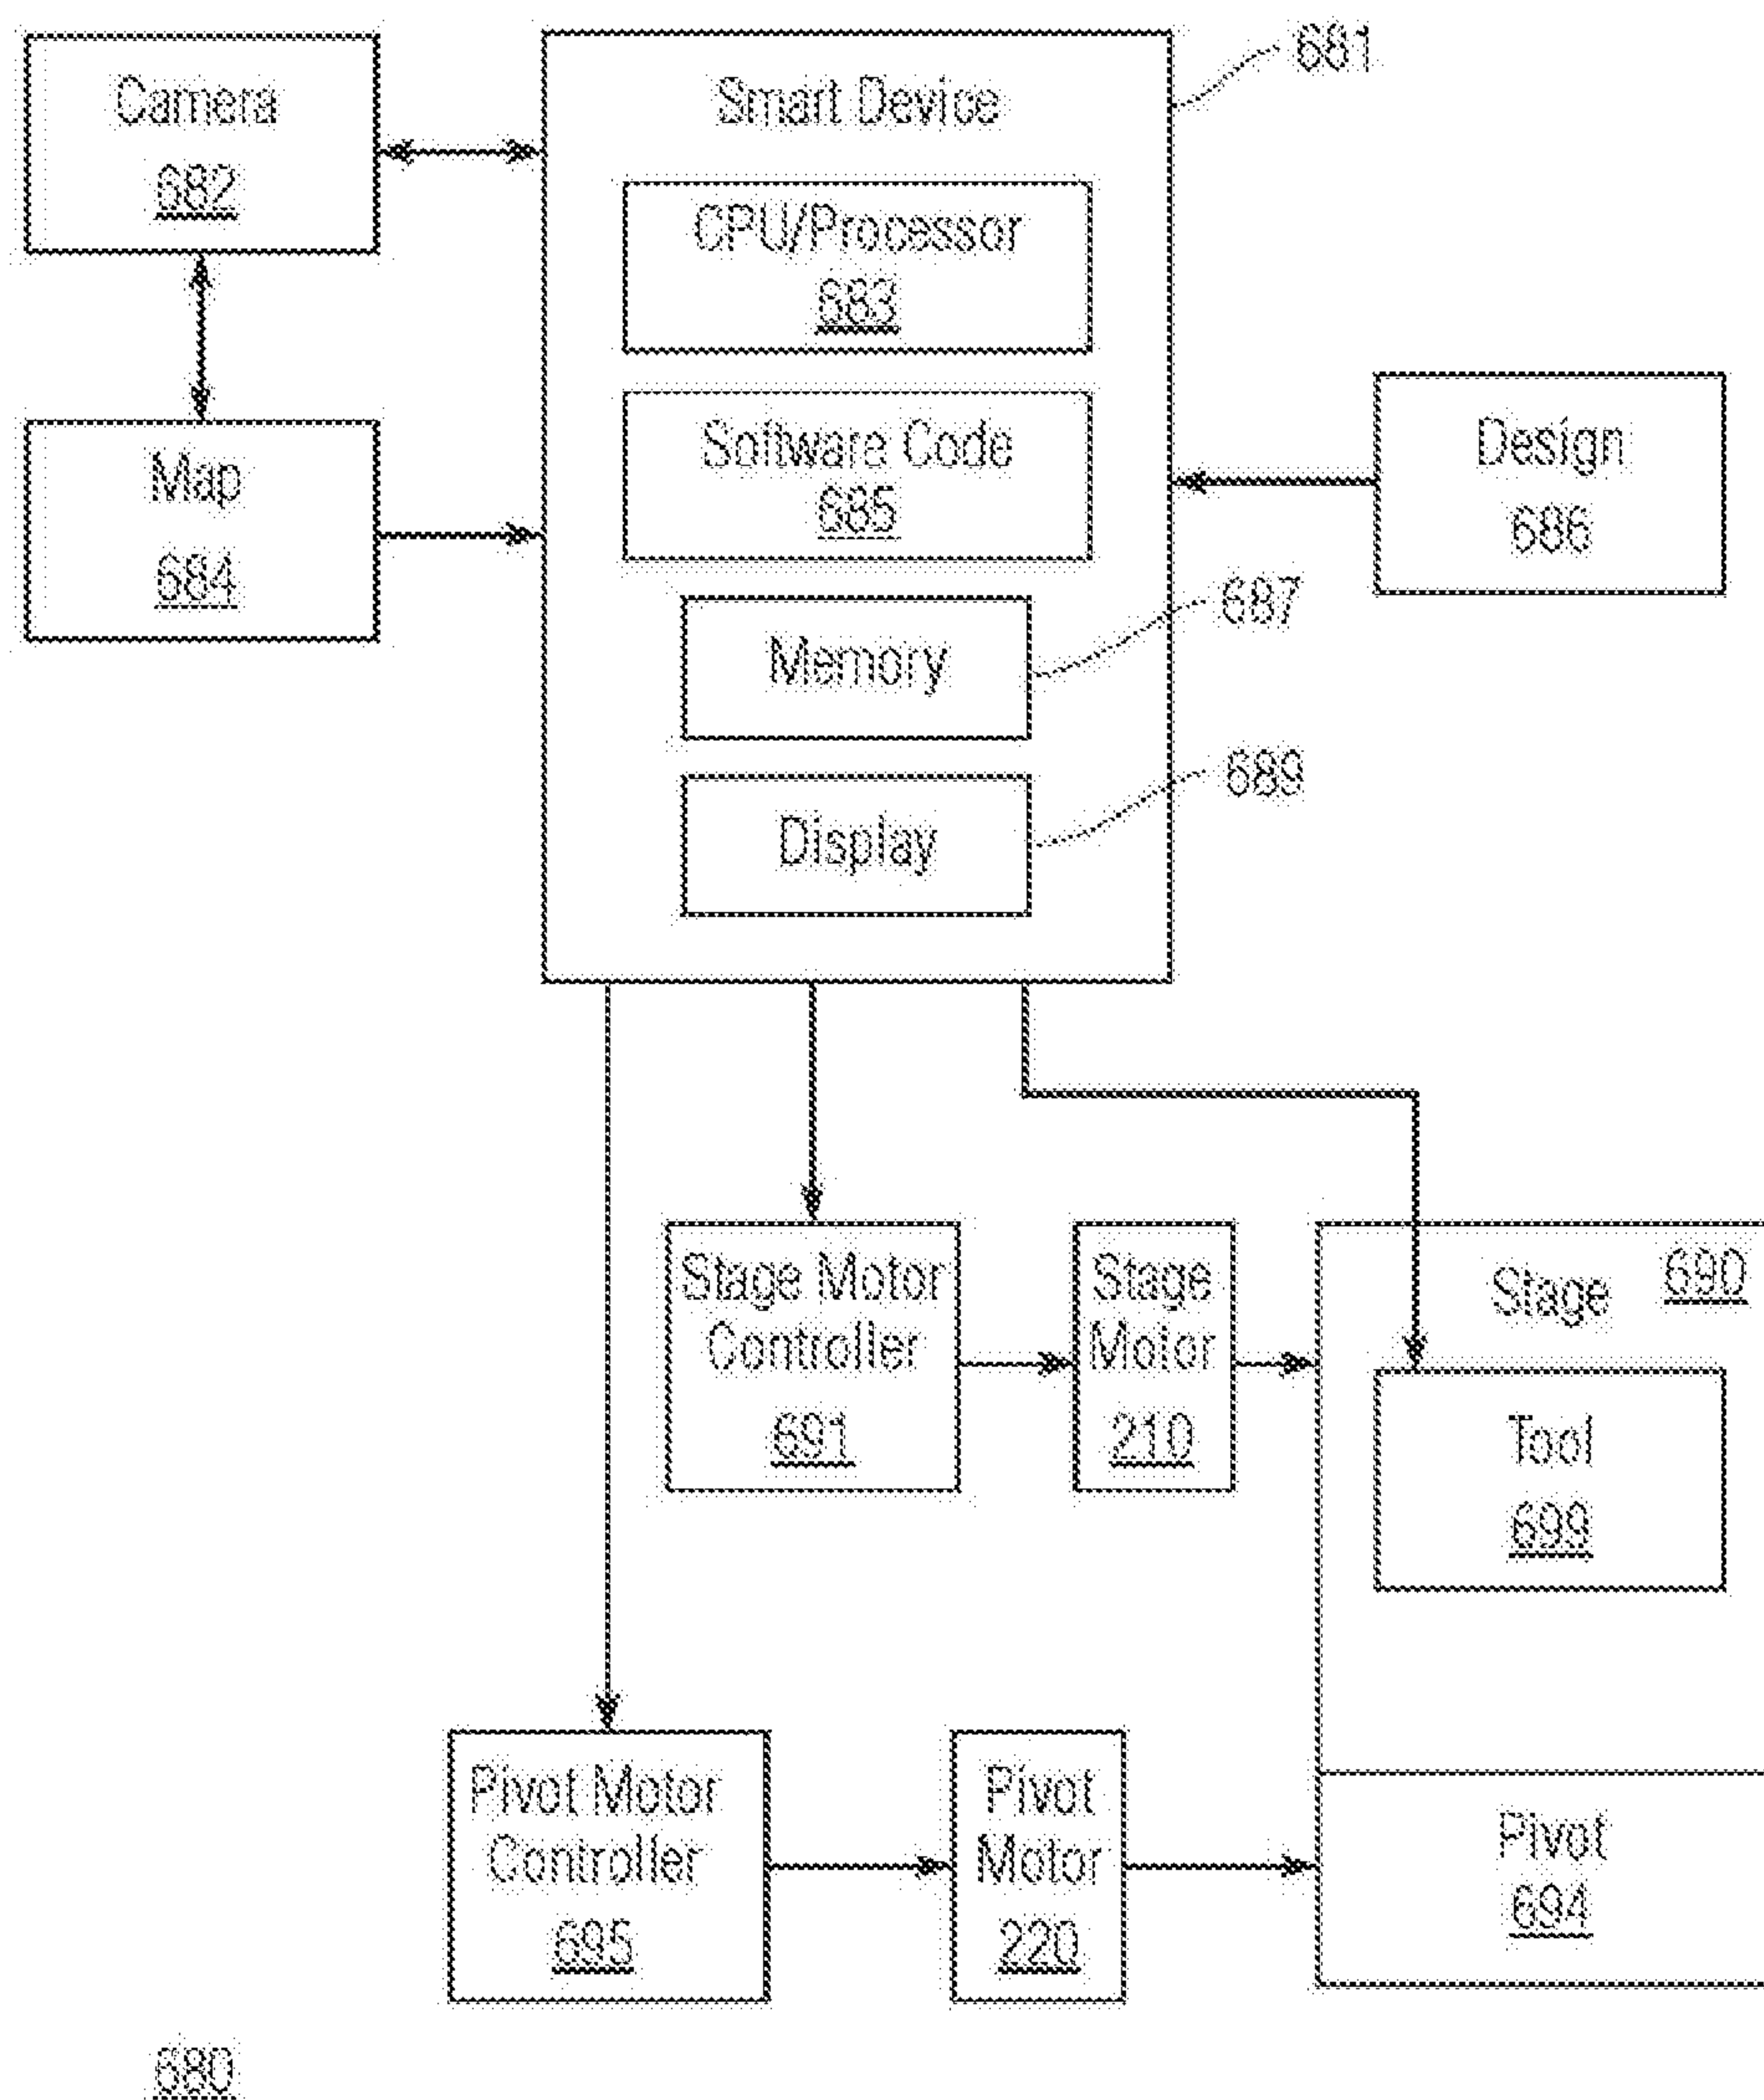 Camera
682
Smart Device
681
CPU/Processor
683
Software Code
685
Map
684
Design
686
Memory
687
Display
689
Stage Motor
Controller
691
Stage
Motor
210
Stage
690
Tool
699
Pivot Motor
Controller
695
Pivot
Motor
220
Pivot
694
680